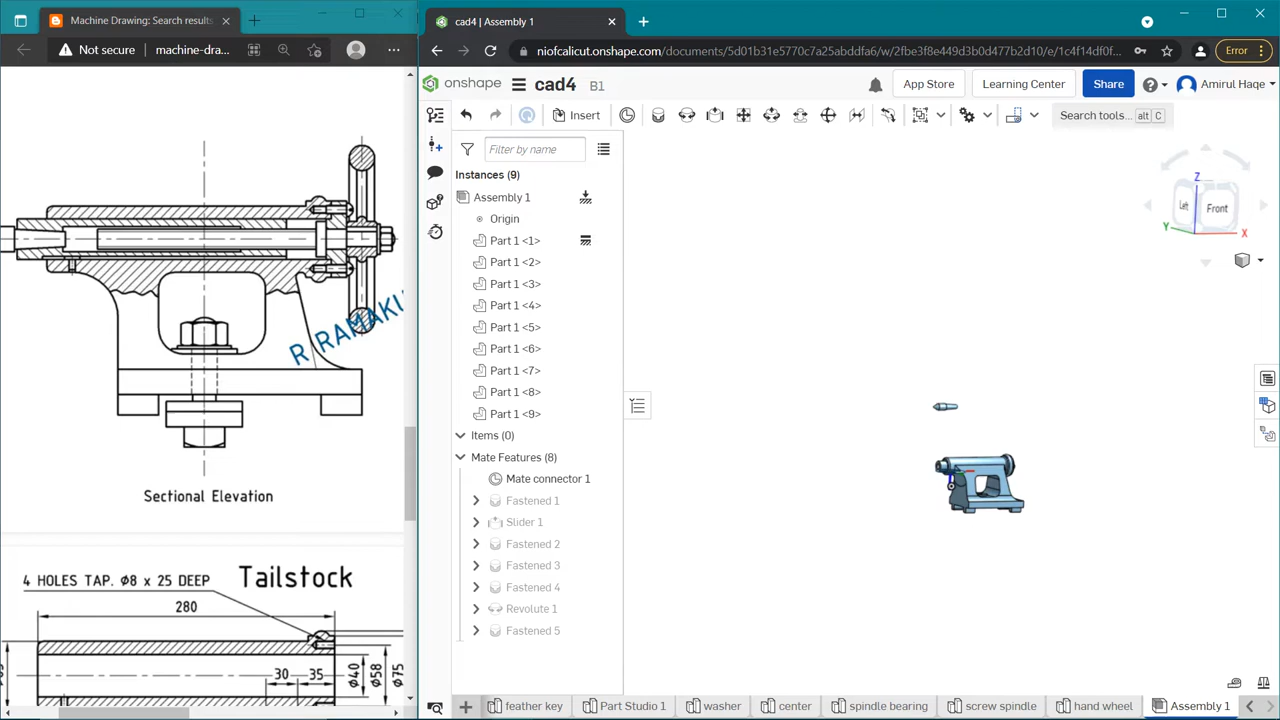 Machine Drawing: Search results
cad4 | Assembly 1
Not secure
machine-dra...
niofcalicut.onshape.com/documents/5d01b31e5770c7a25abddfa6/w/2fbe3f8e449d3b0d477b2d10/e/1c4f14df0f...
Error
onshape
cad4
B1
App Store
Learning Center
Share
Amirul Haqe
Insert
Search tools...
alt
C
Filter by name
Instances (9)
Assembly 1
Origin
Part 1 <1>
Part 1 <2>
Part 1 <3>
Part 1 <4>
Part 1 <5>
Part 1 <6>
Part 1 <7>
Part 1 <8>
Part 1 <9>
Items (0)
Mate Features (8)
Mate connector 1
Fastened 1
Slider 1
Fastened 2
Fastened 3
Fastened 4
Revolute 1
Fastened 5
Z
Left
Front
Y
X
R RAMAKU
Sectional Elevation
4 HOLES TAP. Ø8 x 25 DEEP
Tailstock
280
30
35
Ø40
Ø58
Ø75
feather key
Part Studio 1
washer
center
spindle bearing
screw spindle
hand wheel
Assembly 1